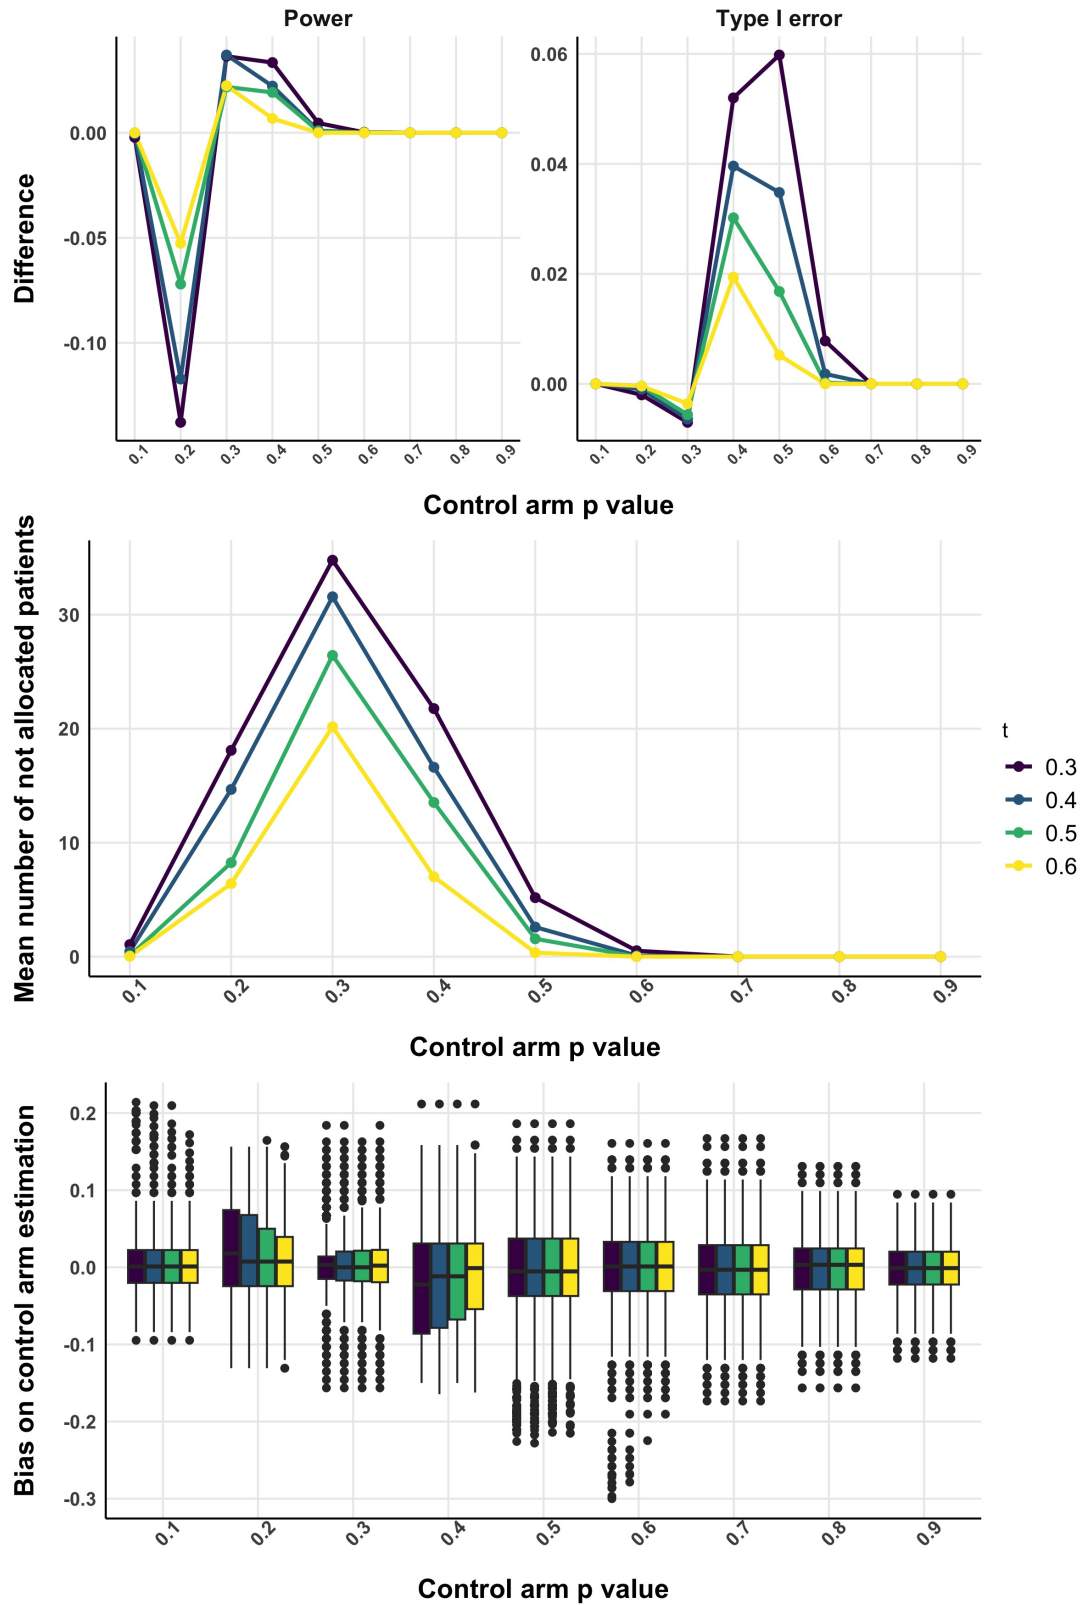 Power
Type I error
Difference
0.00
-0.05
-0.10
0.06
0.04
0.02
0.00
0.1 0.2 0.3 0.4 0.5 0.6 0.7 0.8 0.9
0.1 0.2 0.3 0.4 0.5 0.6 0.7 0.8 0.9
Control arm p value
Mean number of not allocated patients
30
20
10
0
0.1 0.2 0.3 0.4 0.5 0.6 0.7 0.8 0.9
Control arm p value
t
0.3
0.4
0.5
0.6
Bias on control arm estimation
0.2
0.1
0.0
-0.1
-0.2
-0.3
0.1 0.2 0.3 0.4 0.5 0.6 0.7 0.8 0.9
Control arm p value